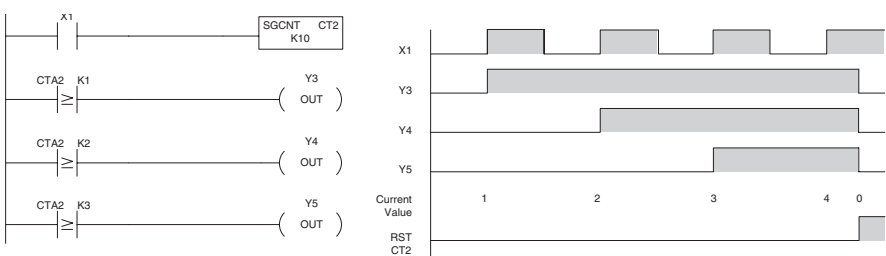 X1
SGCNT CT2
K10
CTA2 K1
≥
Y3
OUT
CTA2 K2
≥
Y4
OUT
CTA2 K3
≥
Y5
OUT
X1
Y3
Y4
Y5
Current
Value
1 2 3 4 0
RST
CT2